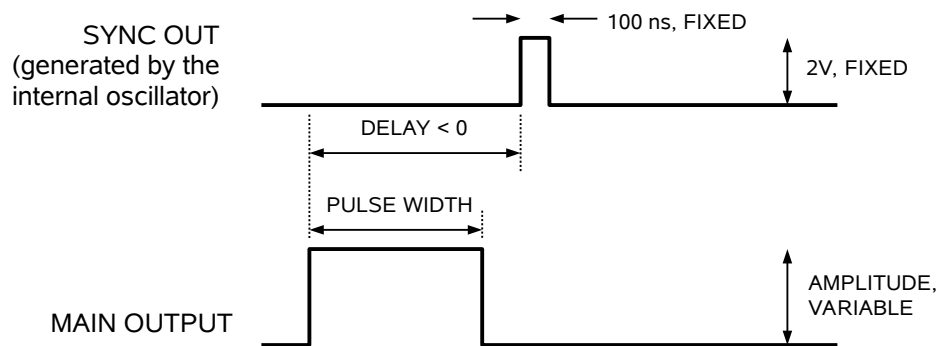 100 ns, FIXED
SYNC OUT
(generated by the
internal oscillator)
2V, FIXED
DELAY < 0
PULSE WIDTH
AMPLITUDE,
VARIABLE
MAIN OUTPUT